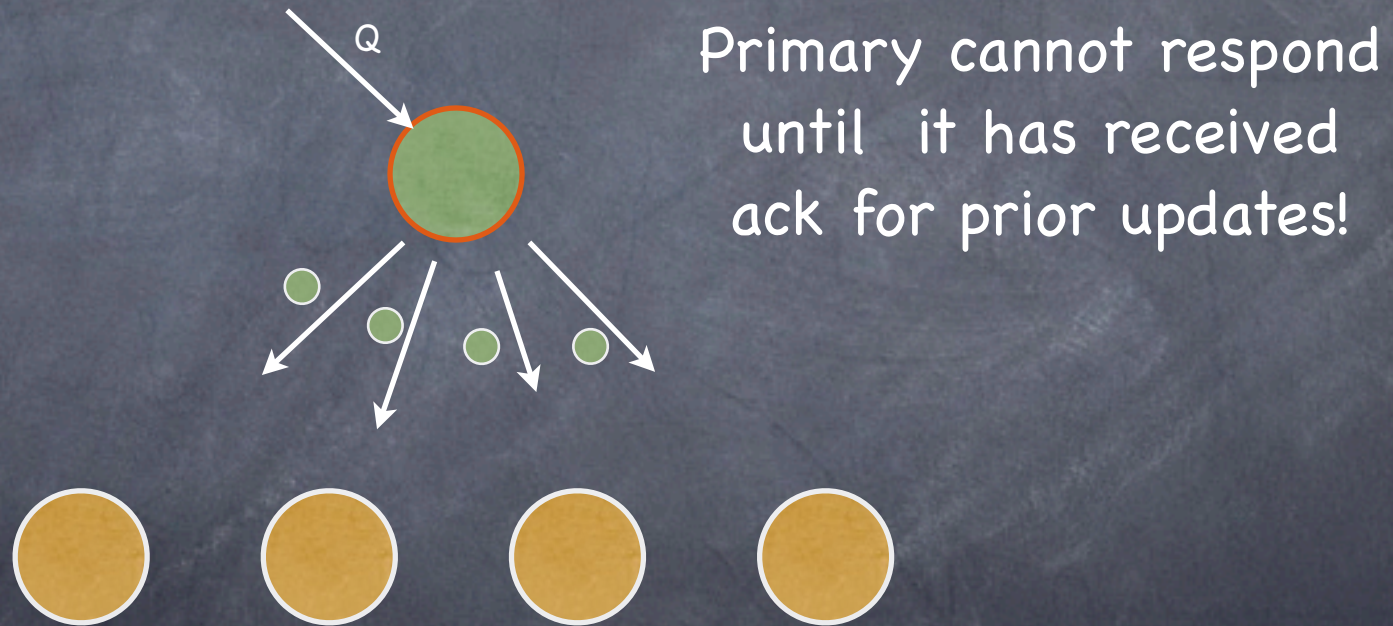 Q
Primary cannot respond
until it has received
ack for prior updates!